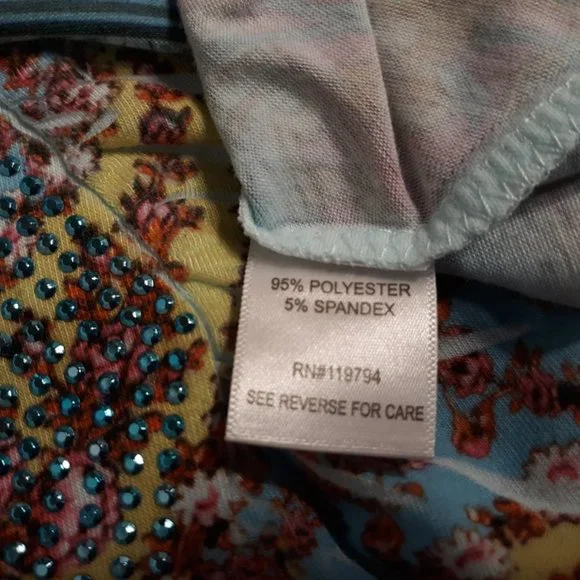 95% POLYESTER
5% SPANDEX
RN#119794
SEE REVERSE FOR CARE